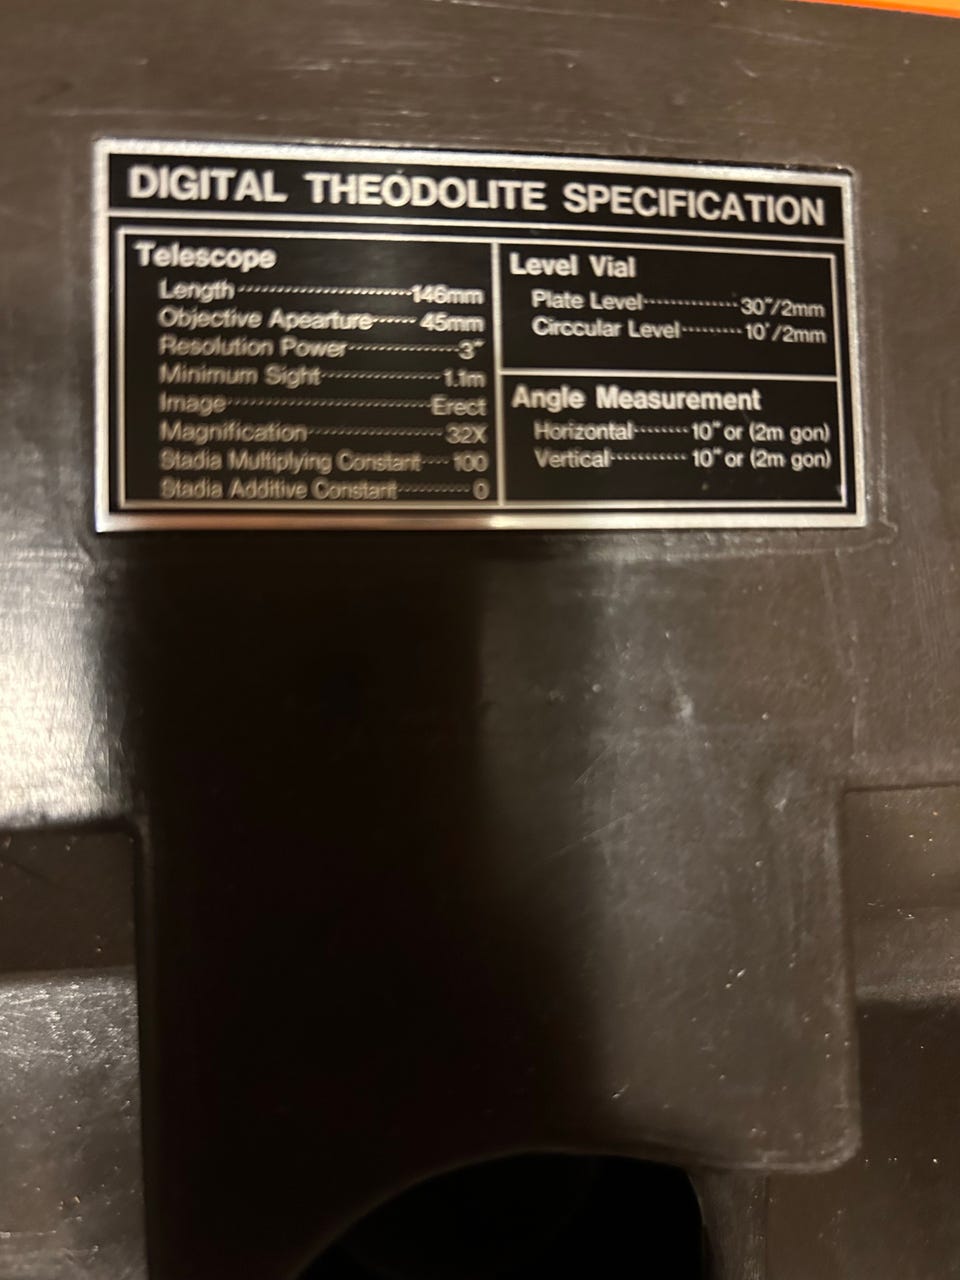 DIGITAL THEODOLITE SPECIFICATION
Telescope
Length 146mm
Objective Apearture 45mm
Resolution Power 3″
Minimum Sight 1.1m
Image Erect
Magnification 32X
Stadia Multiplying Constant 100
Stadia Additive Constant 0
Level Vial
Plate Level 30″/2mm
Circcular Level 10′/2mm
Angle Measurement
Horizontal 10″ or (2m gon)
Vertical 10″ or (2m gon)